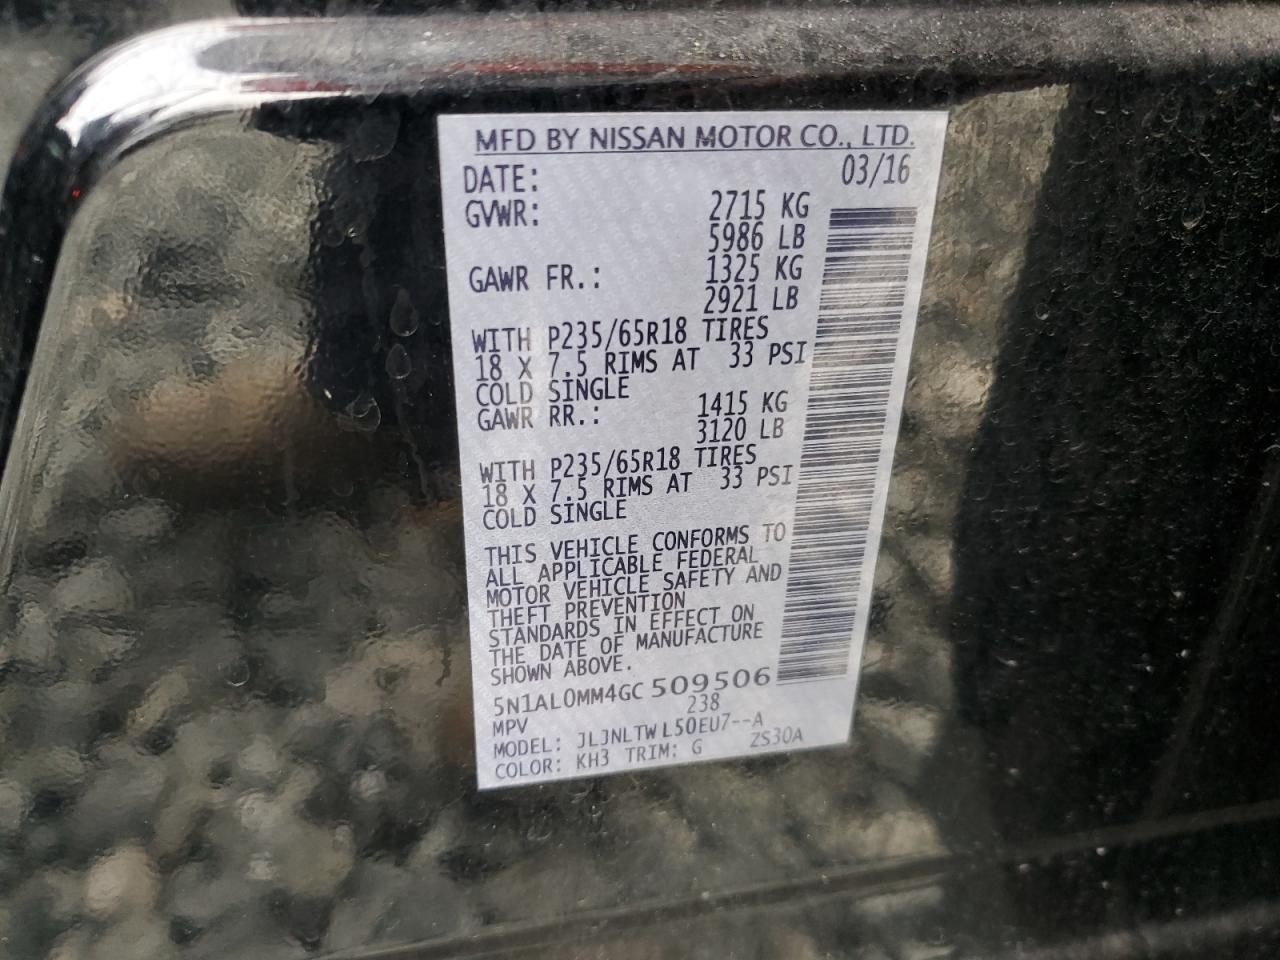 MFD BY NISSAN MOTOR CO., LTD.
DATE: 03/16
GVWR: 2715 KG
5986 LB
GAWR FR.: 1325 KG
2921 LB
WITH P235/65R18 TIRES
18 X 7.5 RIMS AT 33 PSI
COLD SINGLE
GAWR RR.: 1415 KG
3120 LB
WITH P235/65R18 TIRES
18 X 7.5 RIMS AT 33 PSI
COLD SINGLE
THIS VEHICLE CONFORMS TO
ALL APPLICABLE FEDERAL
MOTOR VEHICLE SAFETY AND
THEFT PREVENTION
STANDARDS IN EFFECT ON
THE DATE OF MANUFACTURE
SHOWN ABOVE.
5N1AL0MM4GC509506
MPV 238
MODEL: JLJNLTWL50EU7--A
COLOR: KH3 TRIM: G ZS30A